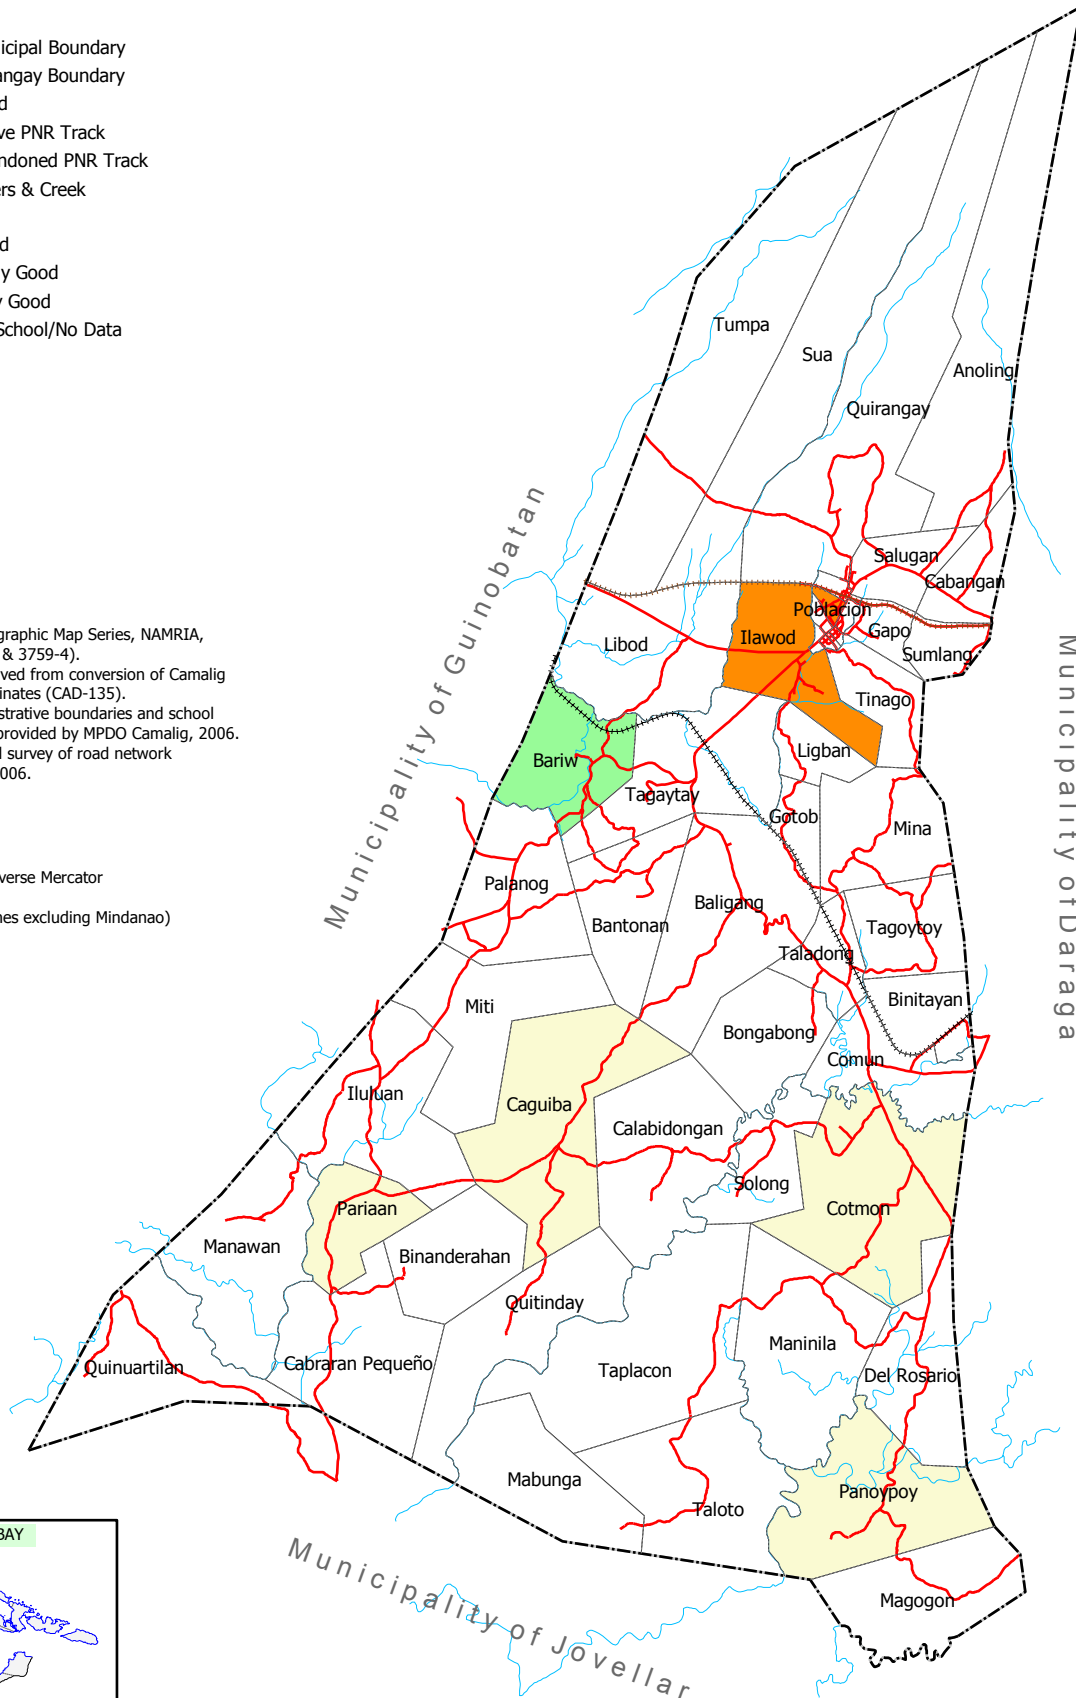 icipal Boundary
angay Boundary
d
ve PNR Track
ndoned PNR Track
rs & Creek
d
y Good
y Good
School/No Data
graphic Map Series, NAMRIA,
& 3759-4).
ved from conversion of Camalig
inates (CAD-135).
strative boundaries and school
provided by MPDO Camalig, 2006.
d survey of road network
006.
verse Mercator
nes excluding Mindanao)
BAY
Municipality of Guinobatan
Municipality of Daraga
Municipality of Jovellar
Tumpa
Sua
Anoling
Quirangay
Salugan
Cabangan
Poblacion
Gapo
Ilawod
Libod
Sumlang
Tinago
Ligban
Bariw
Tagaytay
Gotob
Mina
Palanog
Baligang
Bantonan
Tagoytoy
Taladong
Binitayan
Miti
Bongabong
Comun
Iluluan
Caguiba
Calabidongan
Solong
Pariaan
Cotmon
Manawan
Binanderahan
Quitinday
Maninila
Quinuartilan
Cabraran Pequeño
Taplacon
Del Rosario
Mabunga
Panoypoy
Taloto
Magogon